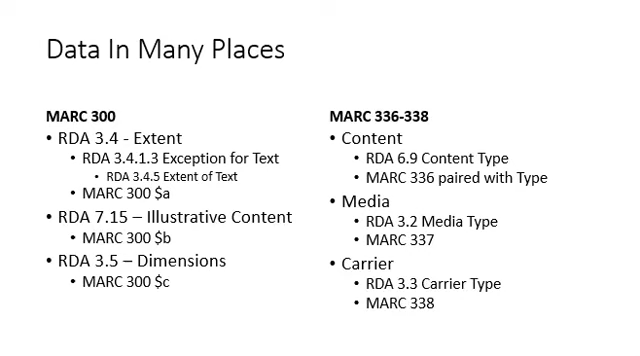 Data In Many Places
MARC 300
• RDA 3.4 - Extent
• RDA 3.4.1.3 Exception for Text
• RDA 3.4.5 Extent of Text
• MARC 300 $a
• RDA 7.15 – Illustrative Content
• MARC 300 $b
• RDA 3.5 – Dimensions
• MARC 300 $c
MARC 336-338
• Content
• RDA 6.9 Content Type
• MARC 336 paired with Type
• Media
• RDA 3.2 Media Type
• MARC 337
• Carrier
• RDA 3.3 Carrier Type
• MARC 338